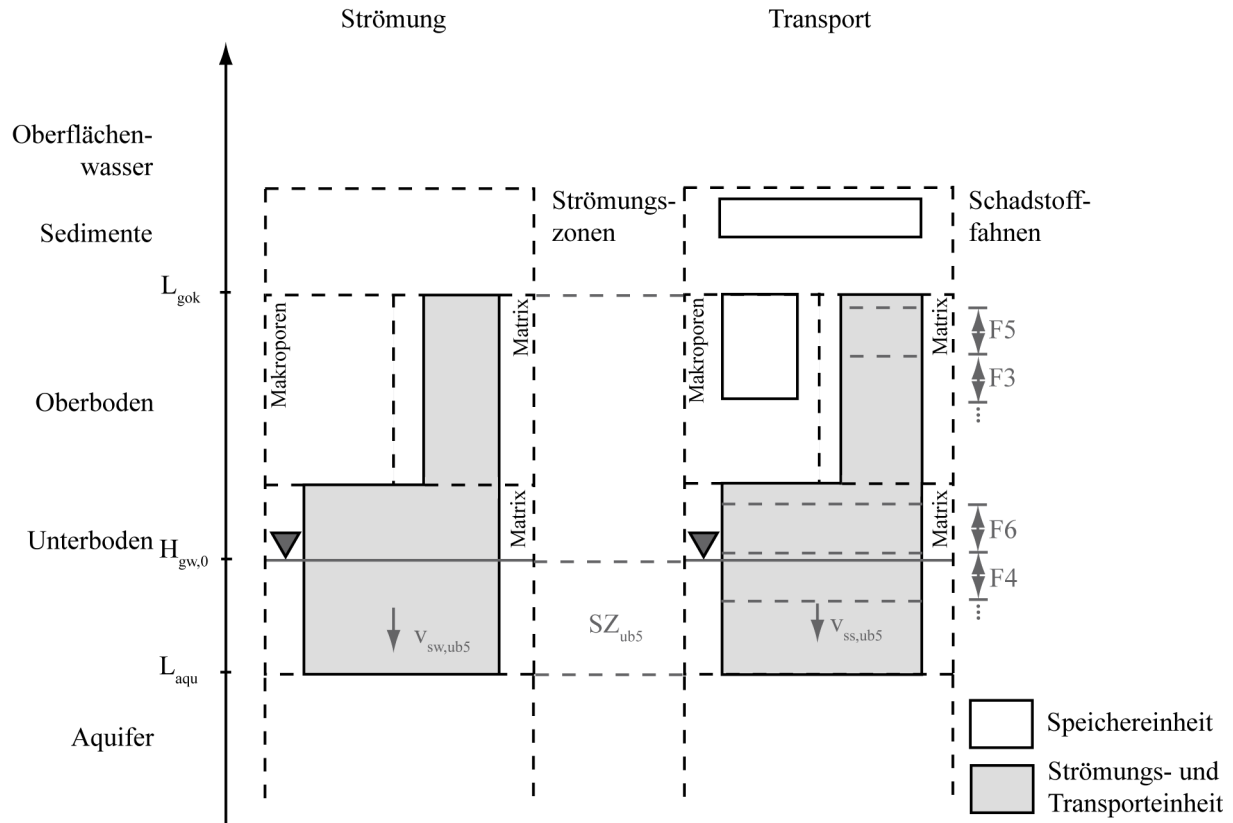 Strömung
Transport
Oberflächen-
wasser
Sedimente
Strömungs-
zonen
Schadstoff-
fahnen
L_gok
Makroporen
Matrix
Makroporen
Matrix
F5
F3
Oberboden
Matrix
Matrix
Unterboden
H_gw,0
F6
F4
v_sw,ub5
SZ_ub5
v_ss,ub5
L_aqu
Aquifer
Speichereinheit
Strömungs- und
Transporteinheit